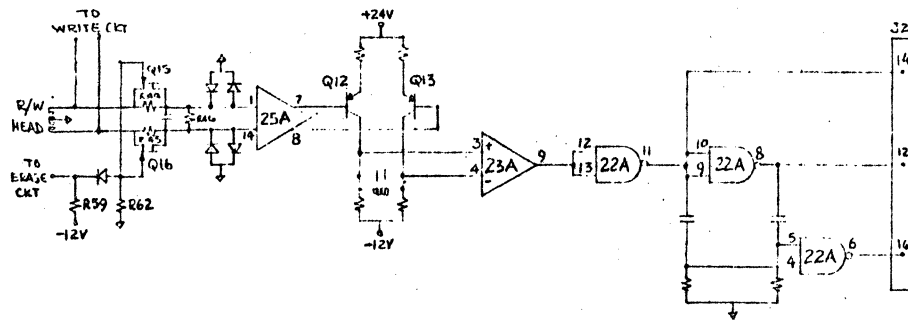 TO
WRITE CKT
+24V
J2
Q15
Q12
Q13
14
R/W
HEAD
1
25A
7
8
14
Q16
TO
ERASE
CKT
R59
-12V
R62
3
+
4
-
23A
9
12
13
22A
11
10
9
22A
8
12
-12V
5
4
22A
6
16